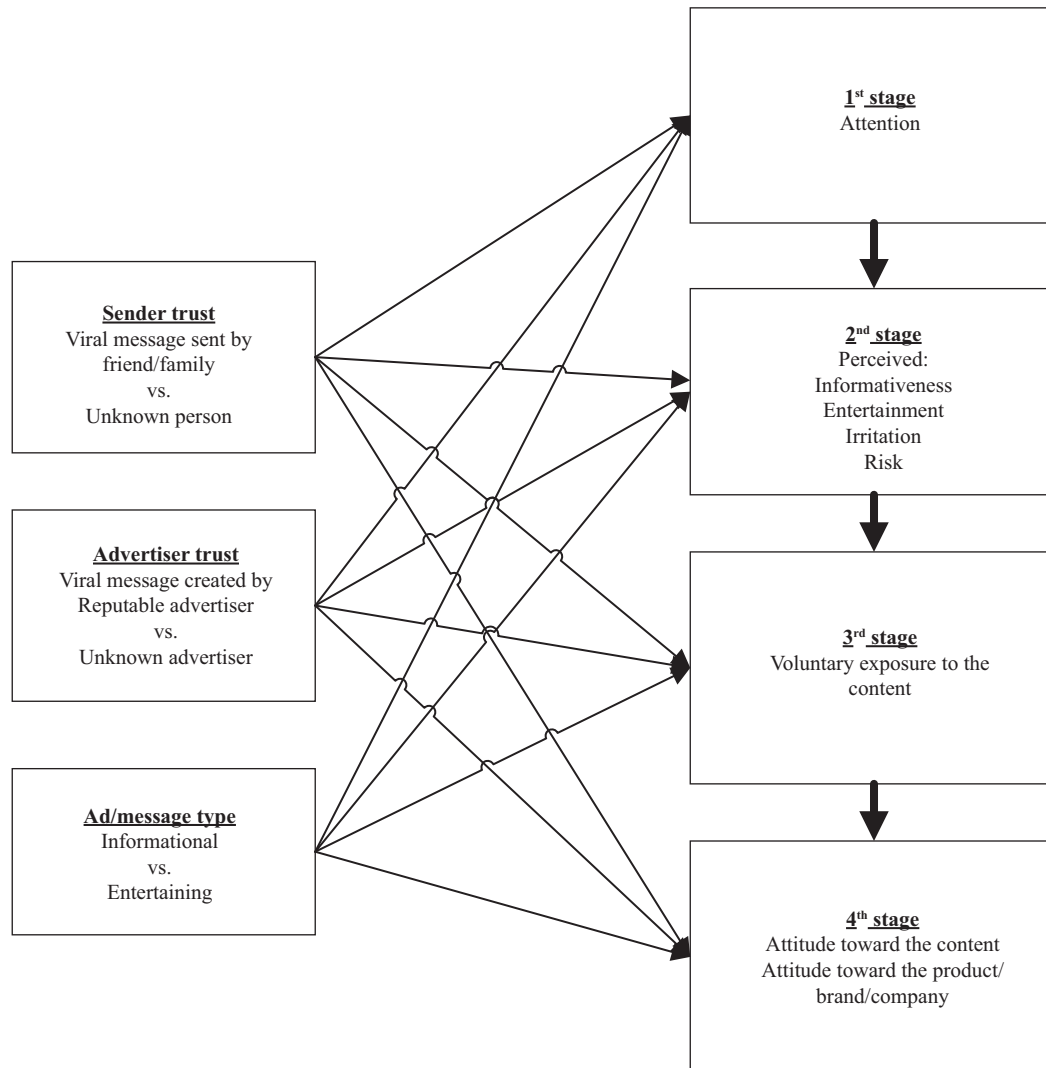 1st stage
Attention
Sender trust
Viral message sent by
friend/family
vs.
Unknown person
2nd stage
Perceived:
Informativeness
Entertainment
Irritation
Risk
Advertiser trust
Viral message created by
Reputable advertiser
vs.
Unknown advertiser
3rd stage
Voluntary exposure to the
content
Ad/message type
Informational
vs.
Entertaining
4th stage
Attitude toward the content
Attitude toward the product/
brand/company